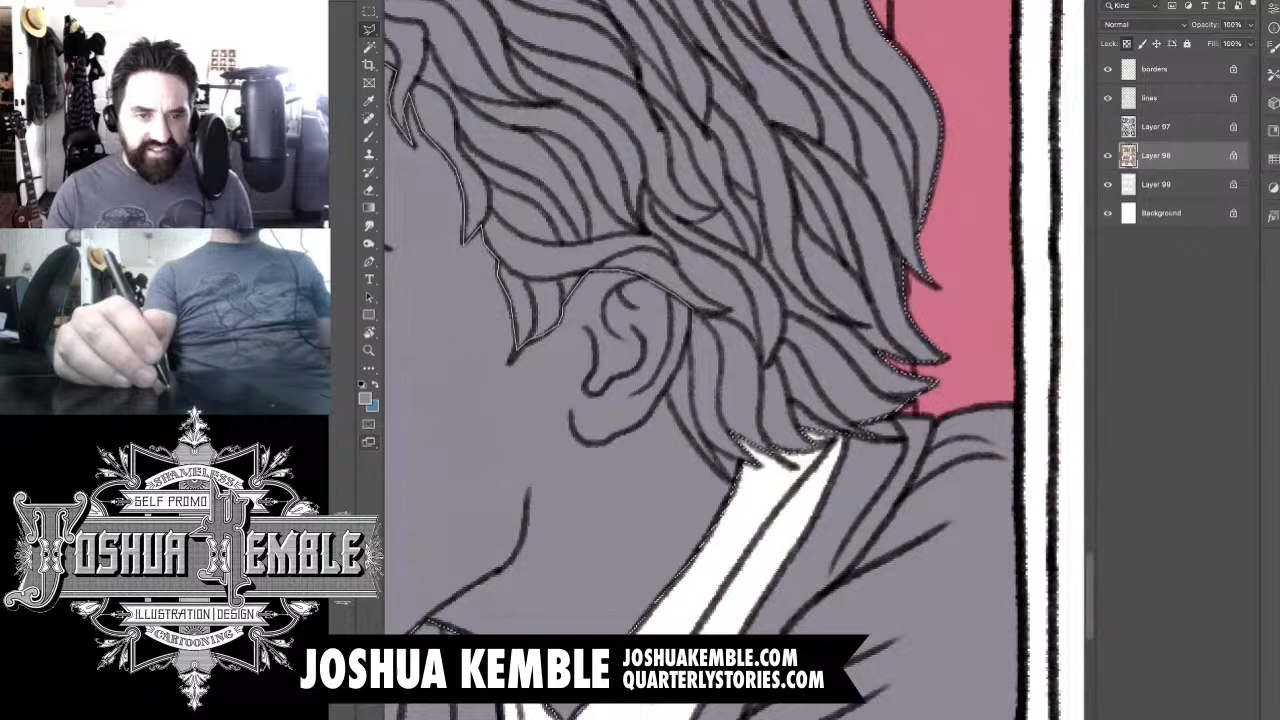 Kind
Normal
Opacity: 100%
Lock:
Fill: 100%
borders
lines
Layer 97
Layer 98
Layer 99
Background
SHAMELESS
SELF PROMO
JOSHUA KEMBLE
ILLUSTRATION|DESIGN
CARTOONING
JOSHUA KEMBLE
JOSHUAKEMBLE.COM
QUARTERLYSTORIES.COM